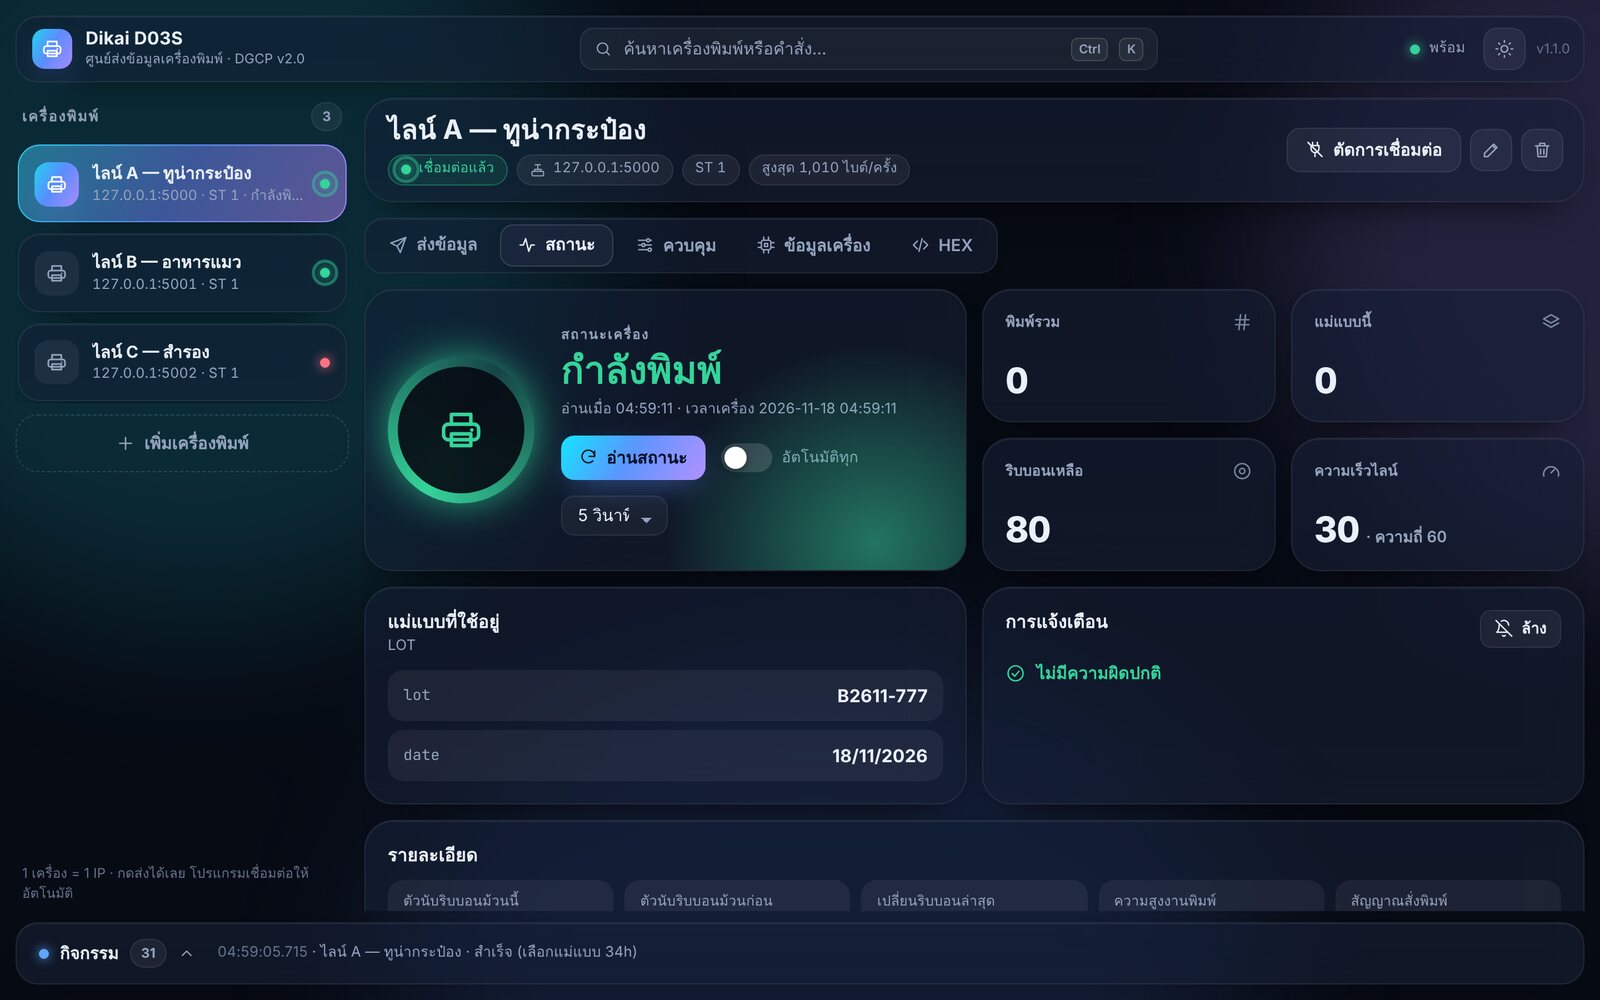 Dikai D03S
ศูนย์ส่งข้อมูลเครื่องพิมพ์ · DGCP v2.0
ค้นหาเครื่องพิมพ์หรือคำสั่ง...
Ctrl
K
พร้อม
v1.1.0
เครื่องพิมพ์
3
ไลน์ A — ทูน่ากระป๋อง
127.0.0.1:5000 · ST 1 · กำลังพิ...
ไลน์ B — อาหารแมว
127.0.0.1:5001 · ST 1
ไลน์ C — สำรอง
127.0.0.1:5002 · ST 1
เพิ่มเครื่องพิมพ์
1 เครื่อง = 1 IP · กดส่งได้เลย โปรแกรมเชื่อมต่อให้
อัตโนมัติ
ไลน์ A — ทูน่ากระป๋อง
เชื่อมต่อแล้ว
127.0.0.1:5000
ST 1
สูงสุด 1,010 ไบต์/ครั้ง
ตัดการเชื่อมต่อ
ส่งข้อมูล
สถานะ
ควบคุม
ข้อมูลเครื่อง
HEX
สถานะเครื่อง
กำลังพิมพ์
อ่านเมื่อ 04:59:11 · เวลาเครื่อง 2026-11-18 04:59:11
อ่านสถานะ
อัตโนมัติทุก
5 วินาที
พิมพ์รวม
0
แม่แบบนี้
0
ริบบอนเหลือ
80
ความเร็วไลน์
30 · ความถี่ 60
แม่แบบที่ใช้อยู่
LOT
lot
B2611-777
date
18/11/2026
การแจ้งเตือน
ล้าง
ไม่มีความผิดปกติ
รายละเอียด
ตัวนับริบบอนม้วนนี้
ตัวนับริบบอนม้วนก่อน
เปลี่ยนริบบอนล่าสุด
ความสูงงานพิมพ์
สัญญาณสั่งพิมพ์
กิจกรรม
31
04:59:05.715 · ไลน์ A — ทูน่ากระป๋อง · สำเร็จ (เลือกแม่แบบ 34h)